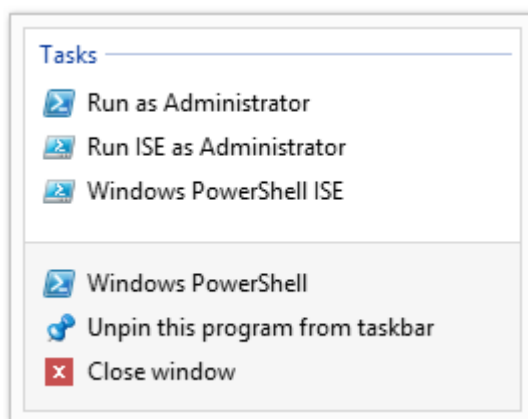 Tasks
Run as Administrator
Run ISE as Administrator
Windows PowerShell ISE
Windows PowerShell
Unpin this program from taskbar
Close window